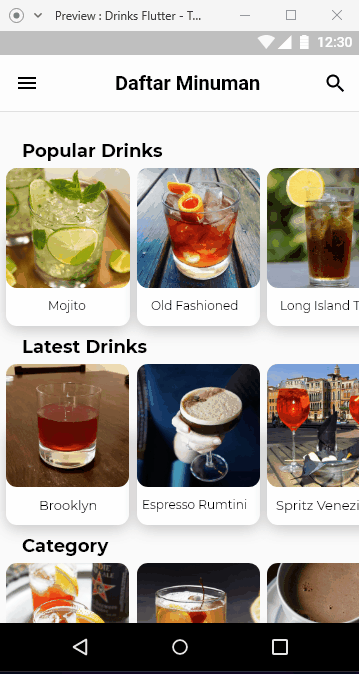 Preview : Drinks Flutter - T...
12:30
Daftar Minuman
Popular Drinks
Mojito
Old Fashioned
Long Island T
Latest Drinks
Brooklyn
Espresso Rumtini
Spritz Venezi
Category